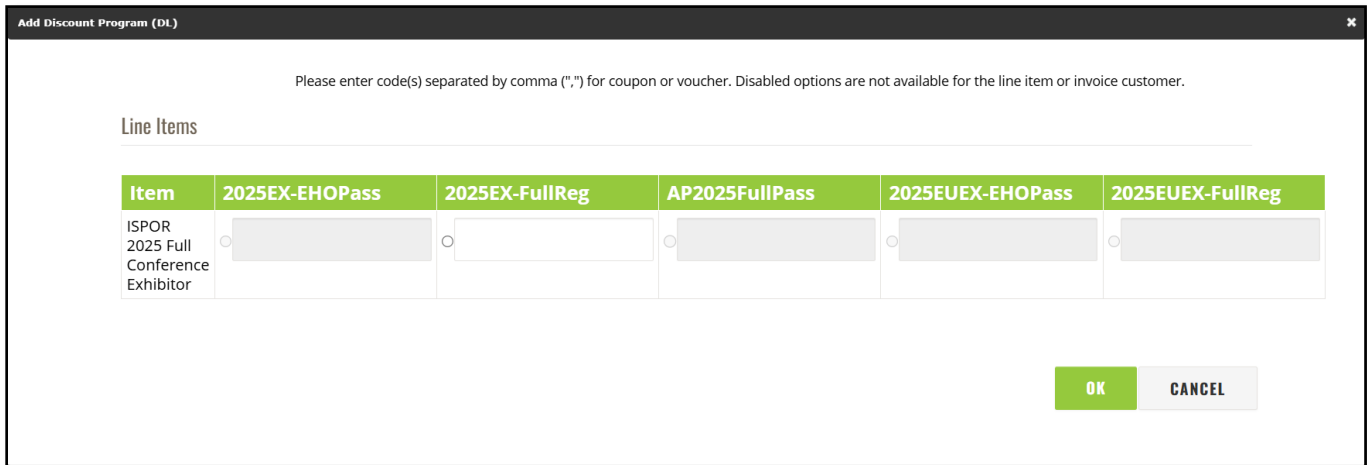 Add Discount Program (DL)
Please enter code(s) separated by comma (",") for coupon or voucher. Disabled options are not available for the line item or invoice customer.
Line Items
Item 2025EX-EHOPass 2025EX-FullReg AP2025FullPass 2025EUEX-EHOPass 2025EUEX-FullReg
ISPOR
2025 Full
Conference
Exhibitor
OK CANCEL